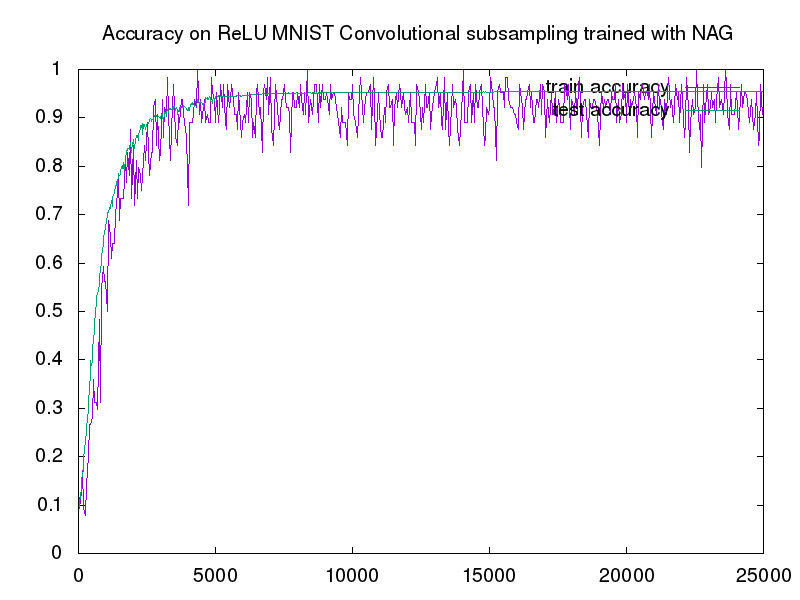 Accuracy on ReLU MNIST Convolutional subsampling trained with NAG
1
train accuracy
0.9
test accuracy
0.8
0.7
0.6
0.5
0.4
0.3
0.2
0.1
0
0 5000 10000 15000 20000 25000